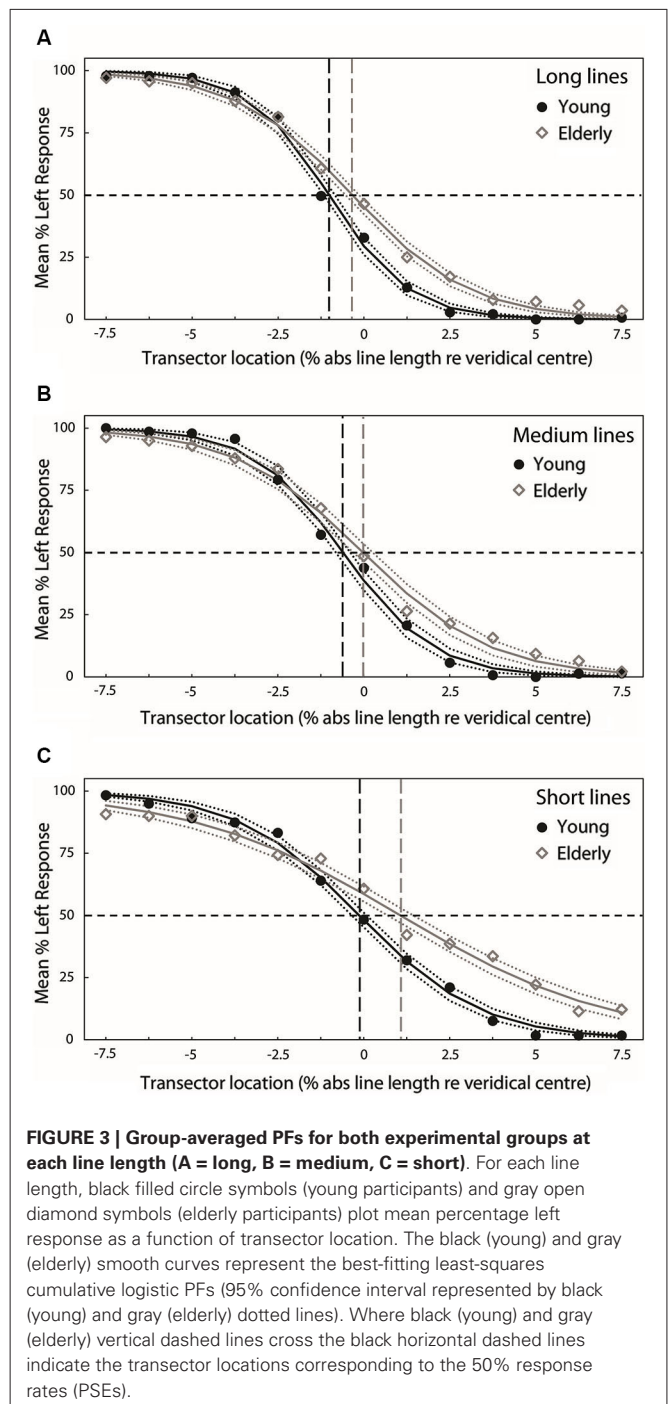 A
Long lines
Young
Elderly
Mean % Left Response
100
75
50
25
0
-7.5
-5
-2.5
0
2.5
5
7.5
Transector location (% abs line length re veridical centre)
B
Medium lines
Young
Elderly
Mean % Left Response
100
75
50
25
0
-7.5
-5
-2.5
0
2.5
5
7.5
Transector location (% abs line length re veridical centre)
C
Short lines
Young
Elderly
Mean % Left Response
100
75
50
25
0
-7.5
-5
-2.5
0
2.5
5
7.5
Transector location (% abs line length re veridical centre)
FIGURE 3 | Group-averaged PFs for both experimental groups at
each line length (A = long, B = medium, C = short). For each line
length, black filled circle symbols (young participants) and gray open
diamond symbols (elderly participants) plot mean percentage left
response as a function of transector location. The black (young) and gray
(elderly) smooth curves represent the best-fitting least-squares
cumulative logistic PFs (95% confidence interval represented by black
(young) and gray (elderly) dotted lines). Where black (young) and gray
(elderly) vertical dashed lines cross the black horizontal dashed lines
indicate the transector locations corresponding to the 50% response
rates (PSEs).